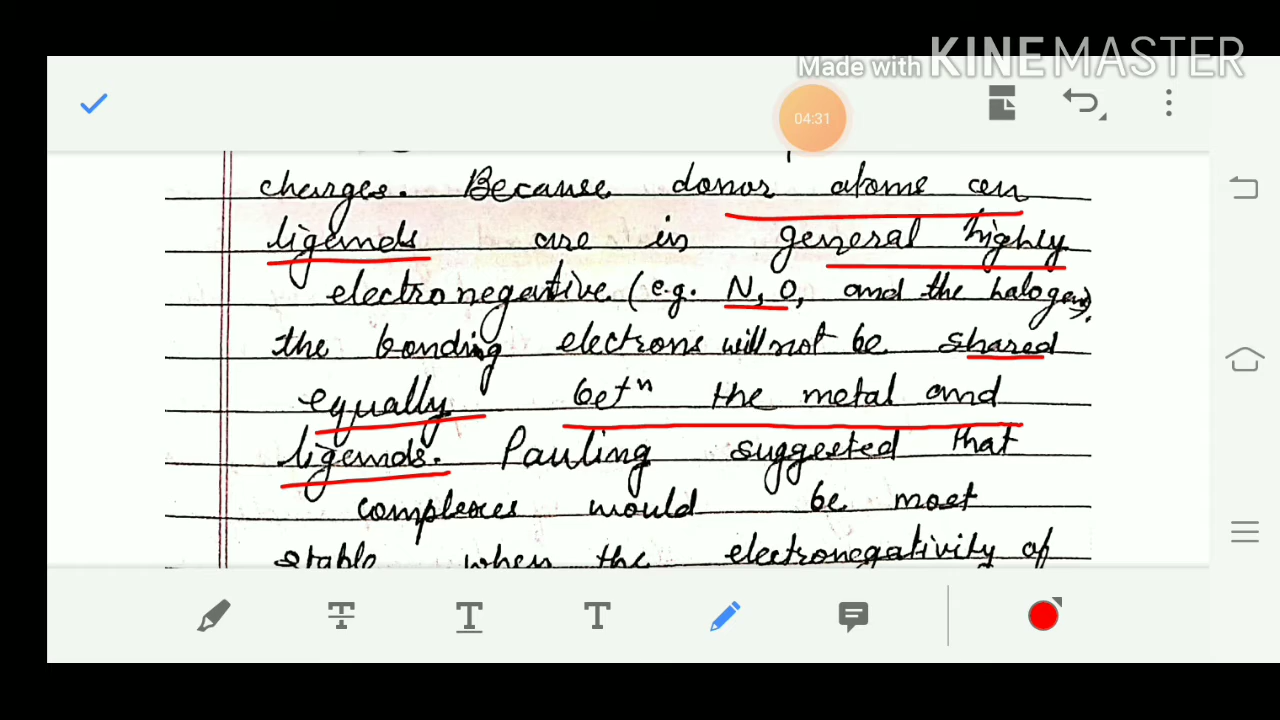 Made with KINEMASTER
04:31
charges. Because donor atoms on
ligands are in general highly
electronegative (e.g. N, O, and the halogens),
the bonding electrons will not be shared
equally betn the metal and
ligands. Pauling suggested that
complexes would be most
stable when the electronegativity of
T T T